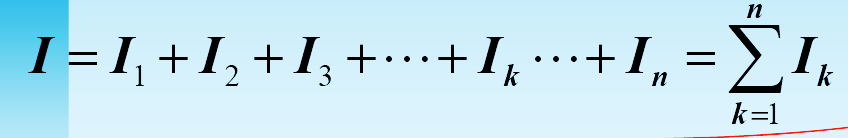 I = I₁ + I₂ + I₃ + ⋯ + Iₖ ⋯ + Iₙ = ∑ₖ₌₁ⁿ Iₖ